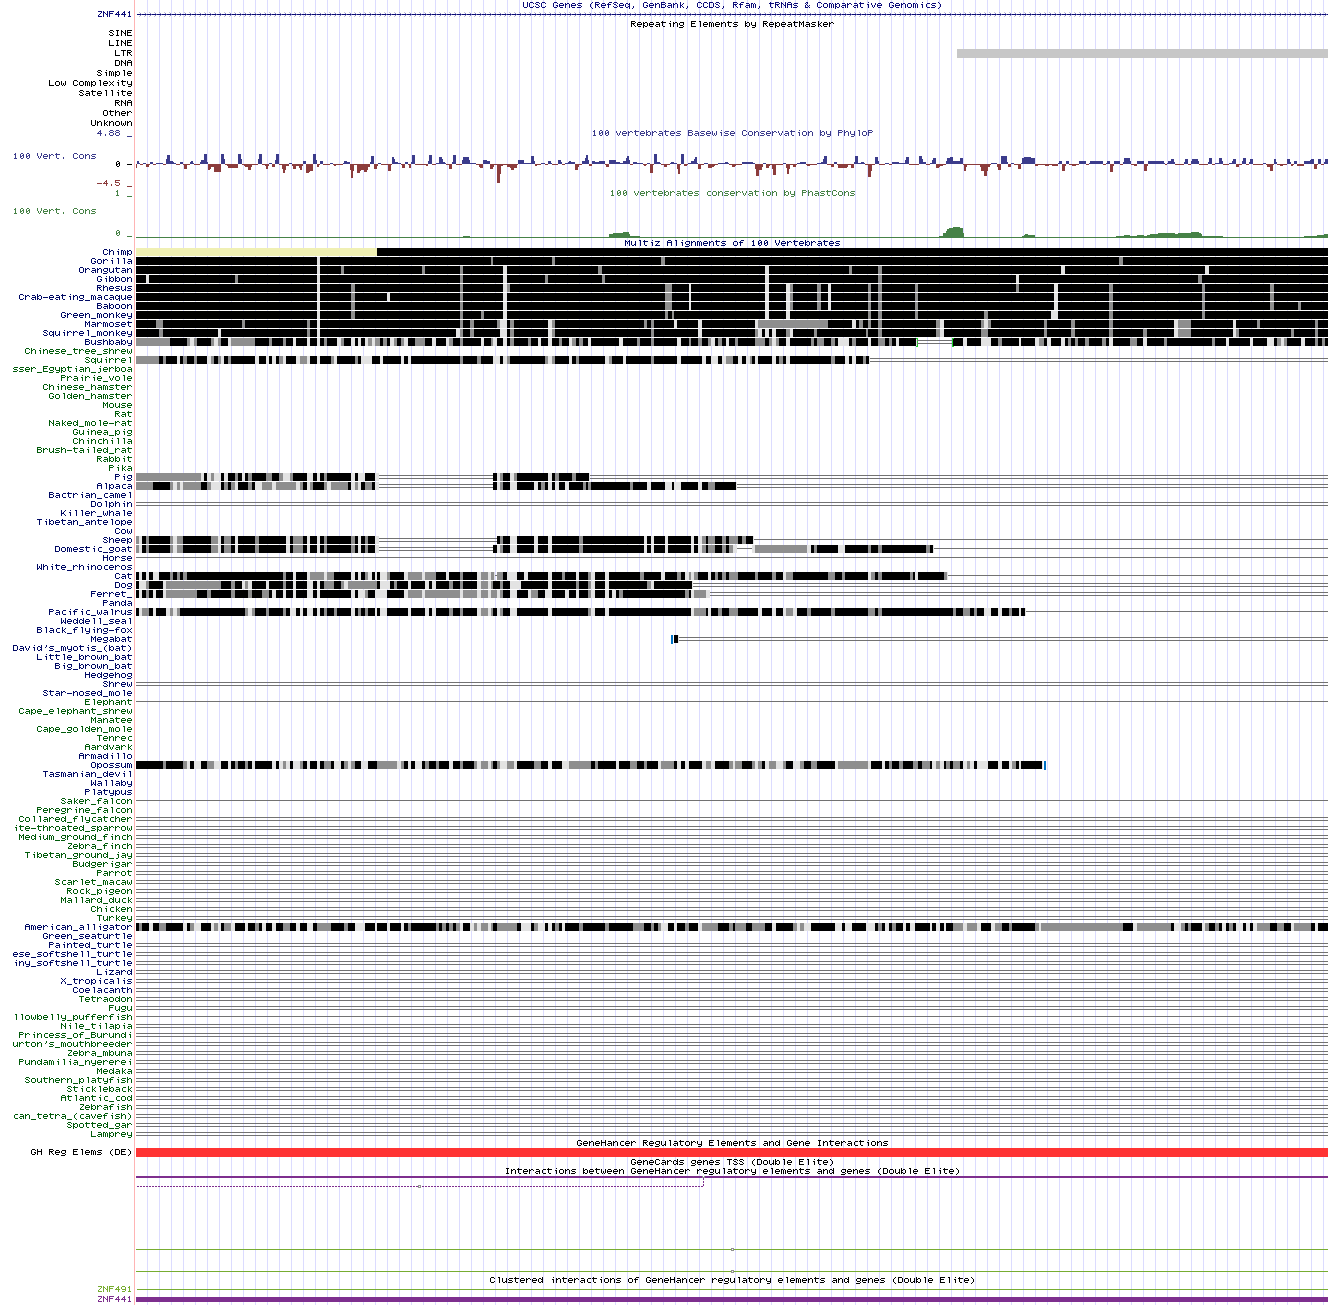 UCSC Genes (RefSeq, GenBank, CCDS, Rfam, tRNAs & Comparative Genomics)
ZNF441
Repeating Elements by RepeatMasker
SINE
LINE
LTR
DNA
Simple
Low Complexity
Satellite
RNA
Other
Unknown
4.88 _
100 vertebrates Basewise Conservation by PhyloP
100 Vert. Cons
0 -
-4.5 _
1 _
100 vertebrates conservation by PhastCons
100 Vert. Cons
0 _
Multiz Alignments of 100 Vertebrates
Chimp
Gorilla
Orangutan
Gibbon
Rhesus
Crab-eating_macaque
Baboon
Green_monkey
Marmoset
Squirrel_monkey
Bushbaby
Chinese_tree_shrew
Squirrel
sser_Egyptian_jerboa
Prairie_vole
Chinese_hamster
Golden_hamster
Mouse
Rat
Naked_mole-rat
Guinea_pig
Chinchilla
Brush-tailed_rat
Rabbit
Pika
Pig
Alpaca
Bactrian_camel
Dolphin
Killer_whale
Tibetan_antelope
Cow
Sheep
Domestic_goat
Horse
White_rhinoceros
Cat
Dog
Ferret_
Panda
Pacific_walrus
Weddell_seal
Black_flying-fox
Megabat
David's_myotis_(bat)
Little_brown_bat
Big_brown_bat
Hedgehog
Shrew
Star-nosed_mole
Elephant
Cape_elephant_shrew
Manatee
Cape_golden_mole
Tenrec
Aardvark
Armadillo
Opossum
Tasmanian_devil
Wallaby
Platypus
Saker_falcon
Peregrine_falcon
Collared_flycatcher
ite-throated_sparrow
Medium_ground_finch
Zebra_finch
Tibetan_ground_jay
Budgerigar
Parrot
Scarlet_macaw
Rock_pigeon
Mallard_duck
Chicken
Turkey
American_alligator
Green_seaturtle
Painted_turtle
ese_softshell_turtle
iny_softshell_turtle
Lizard
X_tropicalis
Coelacanth
Tetraodon
Fugu
llowbelly_pufferfish
Nile_tilapia
Princess_of_Burundi
urton's_mouthbreeder
Zebra_mbuna
Pundamilia_nyererei
Medaka
Southern_platyfish
Stickleback
Atlantic_cod
Zebrafish
can_tetra_(cavefish)
Spotted_gar
Lamprey
GeneHancer Regulatory Elements and Gene Interactions
GH Reg Elems (DE)
GeneCards genes TSS (Double Elite)
Interactions between GeneHancer regulatory elements and genes (Double Elite)
Clustered interactions of GeneHancer regulatory elements and genes (Double Elite)
ZNF491
ZNF441